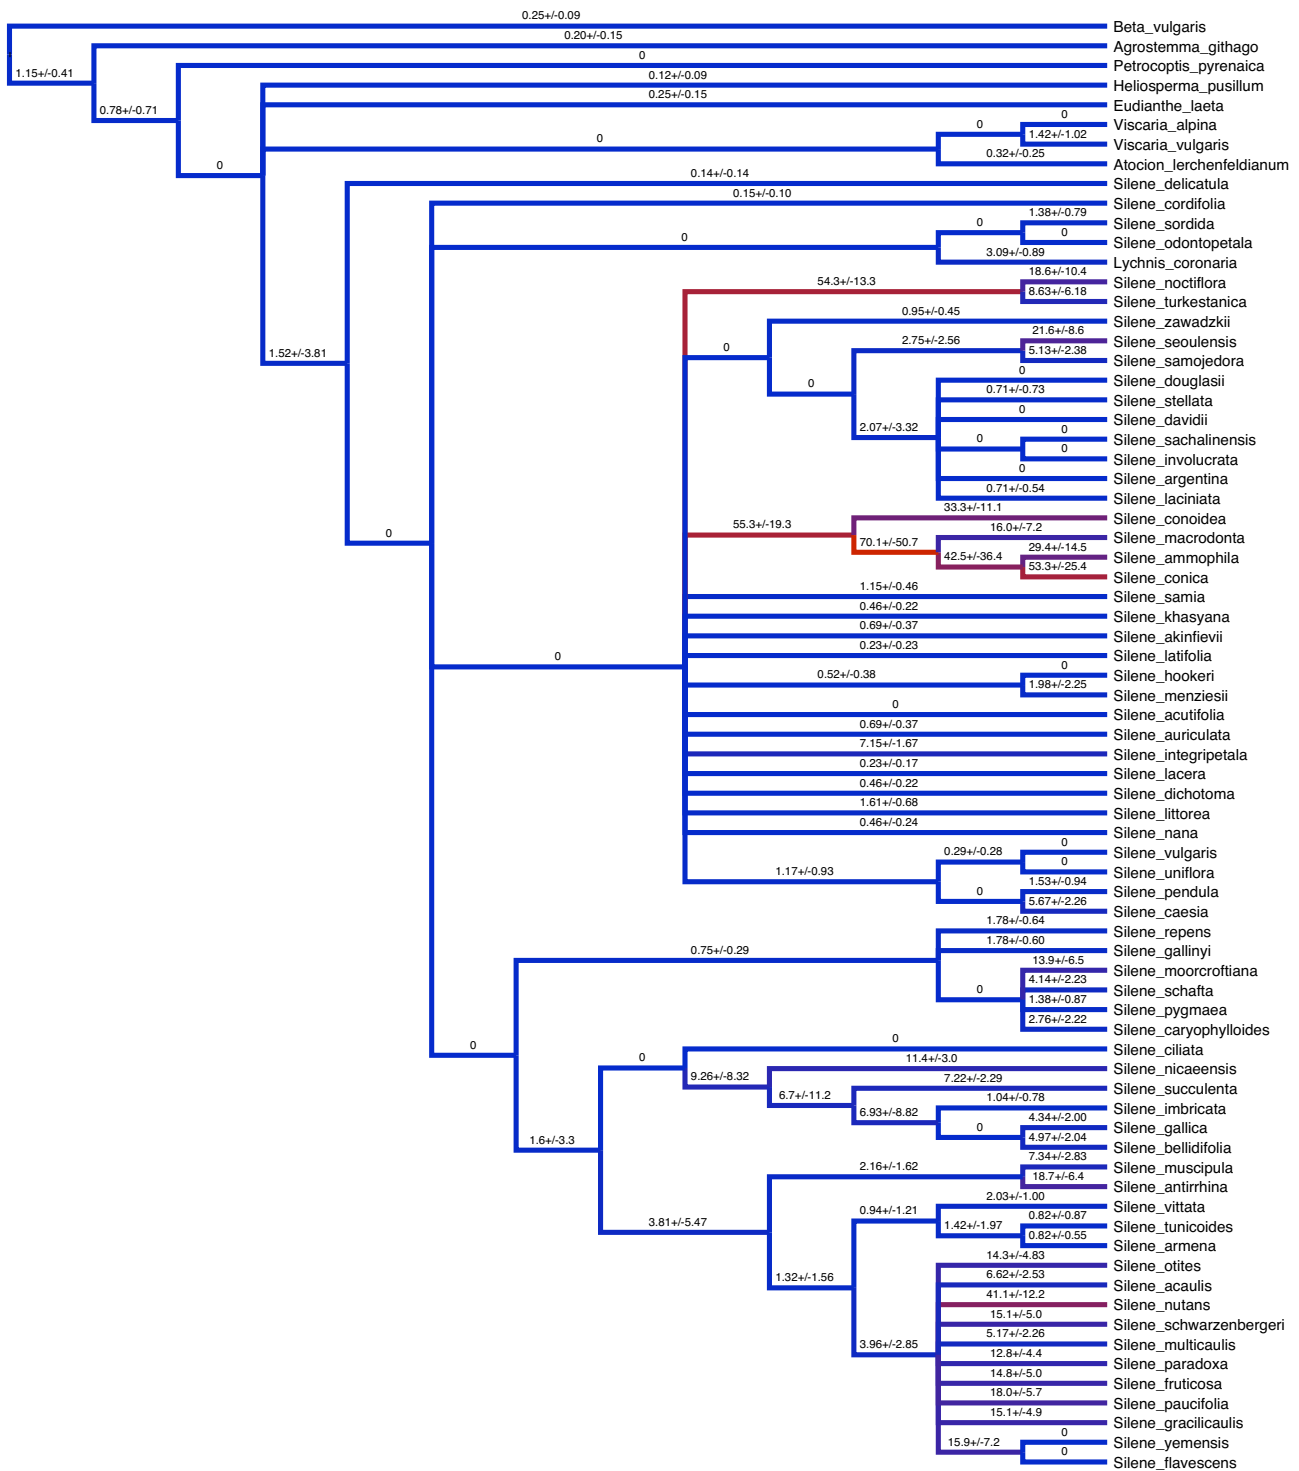 0.25+/-0.09
Beta_vulgaris
0.20+/-0.15
Agrostemma_githago
1.15+/-0.41
0
Petrocoptis_pyrenaica
0.12+/-0.09
Heliosperma_pusillum
0.25+/-0.15
Eudianthe_laeta
0.78+/-0.71
0
Viscaria_alpina
0
1.42+/-1.02
Viscaria_vulgaris
0
0.32+/-0.25
Atocion_lerchenfeldianum
0
0.14+/-0.14
Silene_delicatula
0.15+/-0.10
Silene_cordifolia
1.38+/-0.79
Silene_sordida
0
0
Silene_odontopetala
0
3.09+/-0.89
Lychnis_coronaria
18.6+/-10.4
Silene_noctiflora
54.3+/-13.3
8.63+/-6.18
Silene_turkestanica
0.95+/-0.45
Silene_zawadzkii
21.6+/-8.6
Silene_seoulensis
2.75+/-2.56
5.13+/-2.38
Silene_samojedora
1.52+/-3.81
0
0
Silene_douglasii
0
0.71+/-0.73
Silene_stellata
0
Silene_davidii
2.07+/-3.32
0
Silene_sachalinensis
0
0
Silene_involucrata
0
Silene_argentina
0.71+/-0.54
Silene_laciniata
33.3+/-11.1
Silene_conoidea
55.3+/-19.3
16.0+/-7.2
Silene_macrodonta
0
70.1+/-50.7
29.4+/-14.5
Silene_ammophila
42.5+/-36.4
53.3+/-25.4
Silene_conica
1.15+/-0.46
Silene_samia
0.46+/-0.22
Silene_khasyana
0.69+/-0.37
Silene_akinfievii
0.23+/-0.23
Silene_latifolia
0
0
Silene_hookeri
0.52+/-0.38
1.98+/-2.25
Silene_menziesii
0
Silene_acutifolia
0.69+/-0.37
Silene_auriculata
7.15+/-1.67
Silene_integripetala
0.23+/-0.17
Silene_lacera
0.46+/-0.22
Silene_dichotoma
1.61+/-0.68
Silene_littorea
0.46+/-0.24
Silene_nana
0
Silene_vulgaris
0.29+/-0.28
0
Silene_uniflora
1.17+/-0.93
1.53+/-0.94
Silene_pendula
0
5.67+/-2.26
Silene_caesia
1.78+/-0.64
Silene_repens
0.75+/-0.29
1.78+/-0.60
Silene_gallinyi
13.9+/-6.5
Silene_moorcroftiana
4.14+/-2.23
Silene_schafta
0
1.38+/-0.87
Silene_pygmaea
2.76+/-2.22
Silene_caryophylloides
0
0
Silene_ciliata
0
11.4+/-3.0
Silene_nicaeensis
9.26+/-8.32
7.22+/-2.29
Silene_succulenta
6.7+/-11.2
1.04+/-0.78
Silene_imbricata
6.93+/-8.82
4.34+/-2.00
Silene_gallica
0
4.97+/-2.04
Silene_bellidifolia
1.6+/-3.3
7.34+/-2.83
Silene_muscipula
2.16+/-1.62
18.7+/-6.4
Silene_antirrhina
2.03+/-1.00
Silene_vittata
0.94+/-1.21
0.82+/-0.87
Silene_tunicoides
3.81+/-5.47
1.42+/-1.97
0.82+/-0.55
Silene_armena
14.3+/-4.83
Silene_otites
1.32+/-1.56
6.62+/-2.53
Silene_acaulis
41.1+/-12.2
Silene_nutans
15.1+/-5.0
Silene_schwarzenbergeri
3.96+/-2.85
5.17+/-2.26
Silene_multicaulis
12.8+/-4.4
Silene_paradoxa
14.8+/-5.0
Silene_fruticosa
18.0+/-5.7
Silene_paucifolia
15.1+/-4.9
Silene_gracilicaulis
0
Silene_yemensis
15.9+/-7.2
0
Silene_flavescens